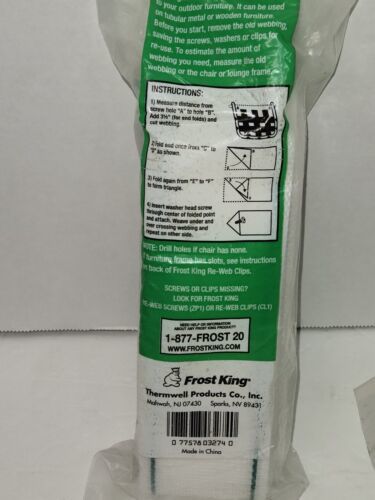 to your outdoor furniture. It can be used
on tubular metal or wooden furniture.
Before you start, remove the old webbing,
saving the screws, washers or clips for
re-use. To estimate the amount of
webbing you need, measure the old
webbing or the chair or lounge frame.
INSTRUCTIONS:
1) Measure distance from
screw hole "A" to hole "B".
Add 3½" (for end folds) and
cut webbing.
2) Fold end once from "C" to
"D" as shown.
3) Fold again from "E" to "F"
to form triangle.
4) Insert washer head screw
through center of folded point
and attach. Weave under and
over crossing webbing and
repeat on other side.
NOTE: Drill holes if chair has none.
If furniture frame has slots, see instructions
on back of Frost King Re-Web Clips.
SCREWS OR CLIPS MISSING?
LOOK FOR FROST KING
RE-WEB SCREWS (ZP1) OR RE-WEB CLIPS (CL1)
NEED HELP OR INFORMATION
ABOUT ANY FROST KING PRODUCT?
1-877-FROST 20
WWW.FROSTKING.COM
Frost King®
Thermwell Products Co., Inc.
Mahwah, NJ 07430 Sparks, NV 89431
0 77578 03274 0
Made in China